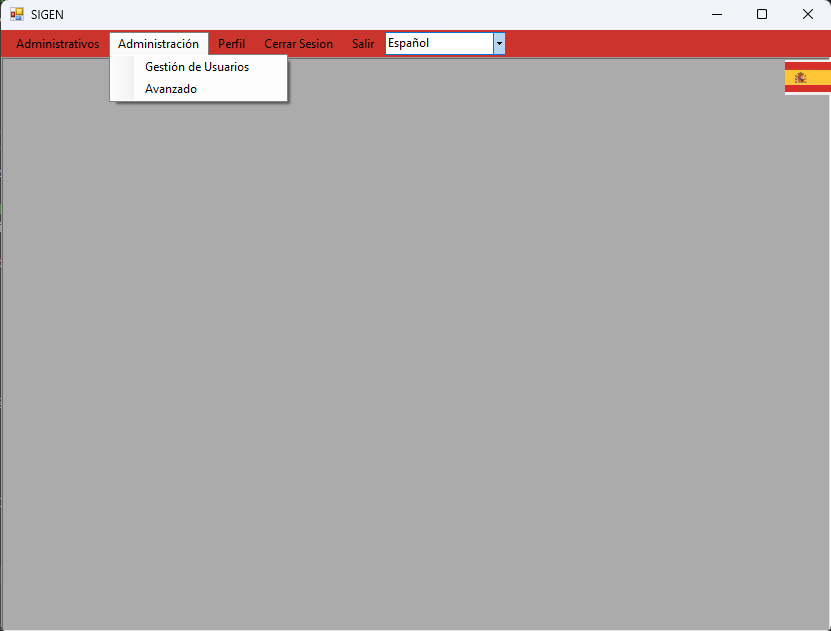 SIGEN
Administrativos Administración Perfil Cerrar Sesion Salir Español
Gestión de Usuarios
Avanzado